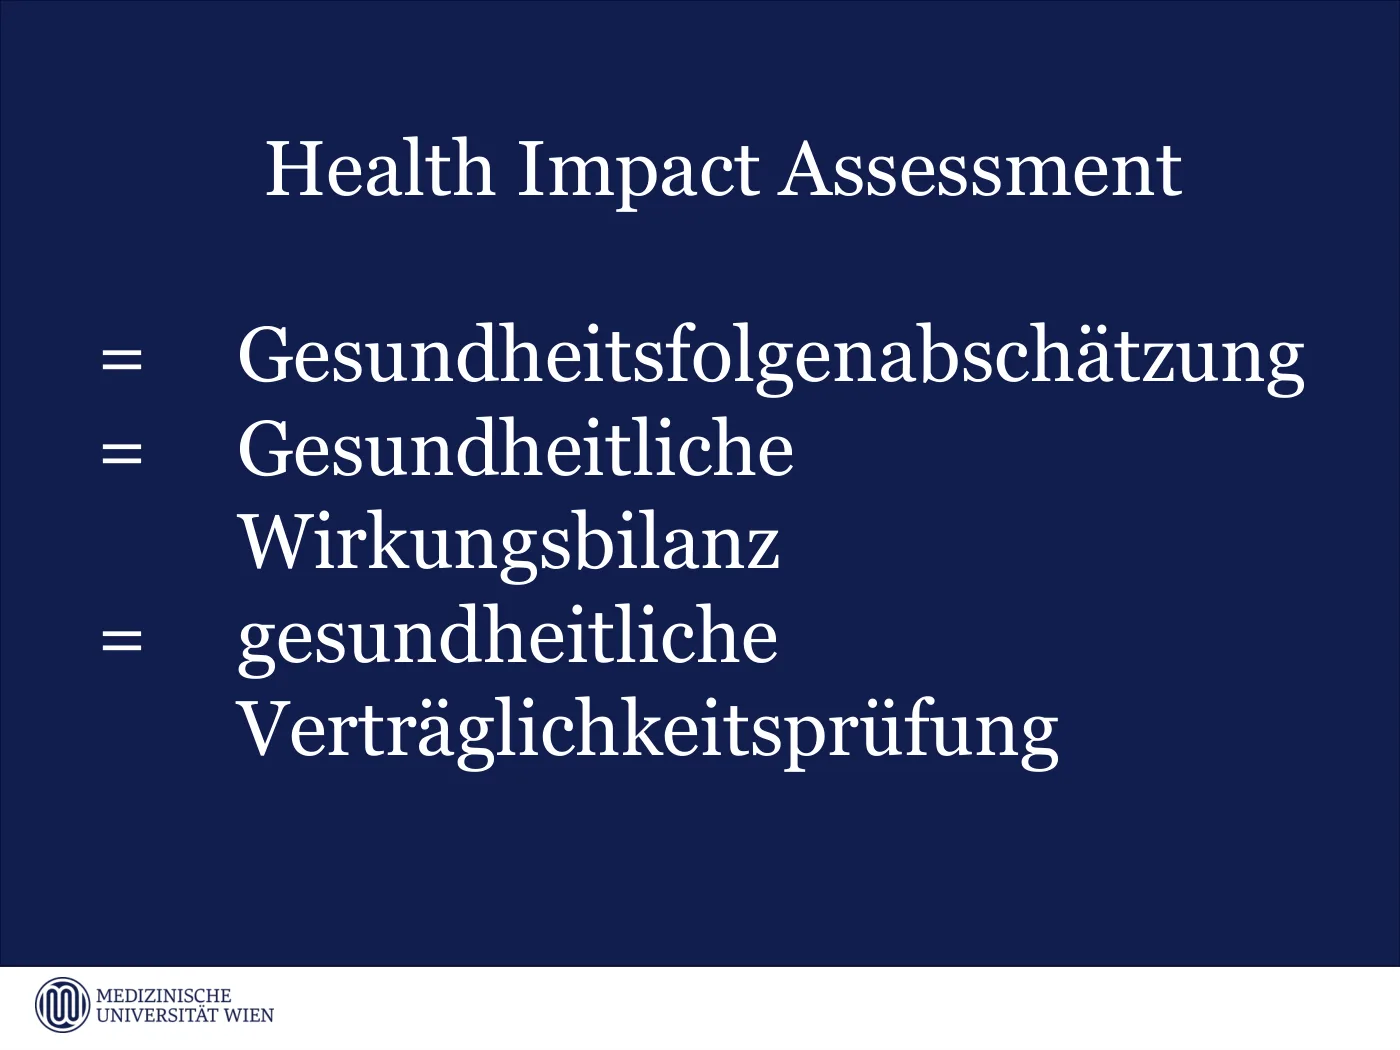 Health Impact Assessment
= Gesundheitsfolgenabschätzung
= Gesundheitliche
Wirkungsbilanz
= gesundheitliche
Verträglichkeitsprüfung
MEDIZINISCHE
UNIVERSITÄT WIEN